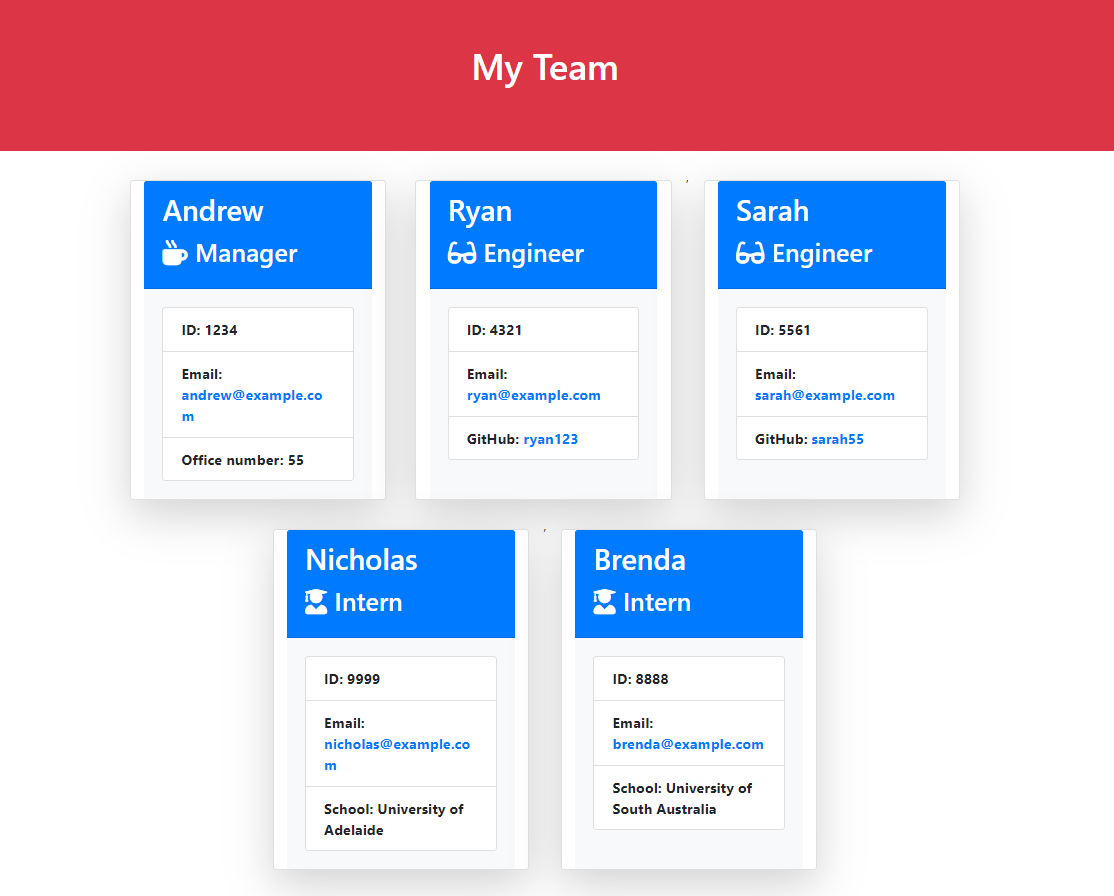 My Team
Andrew
Manager
ID: 1234
Email:
andrew@example.co
m
Office number: 55
Ryan
Engineer
ID: 4321
Email:
ryan@example.com
GitHub: ryan123
,
Sarah
Engineer
ID: 5561
Email:
sarah@example.com
GitHub: sarah55
Nicholas
Intern
ID: 9999
Email:
nicholas@example.co
m
School: University of
Adelaide
,
Brenda
Intern
ID: 8888
Email:
brenda@example.com
School: University of
South Australia